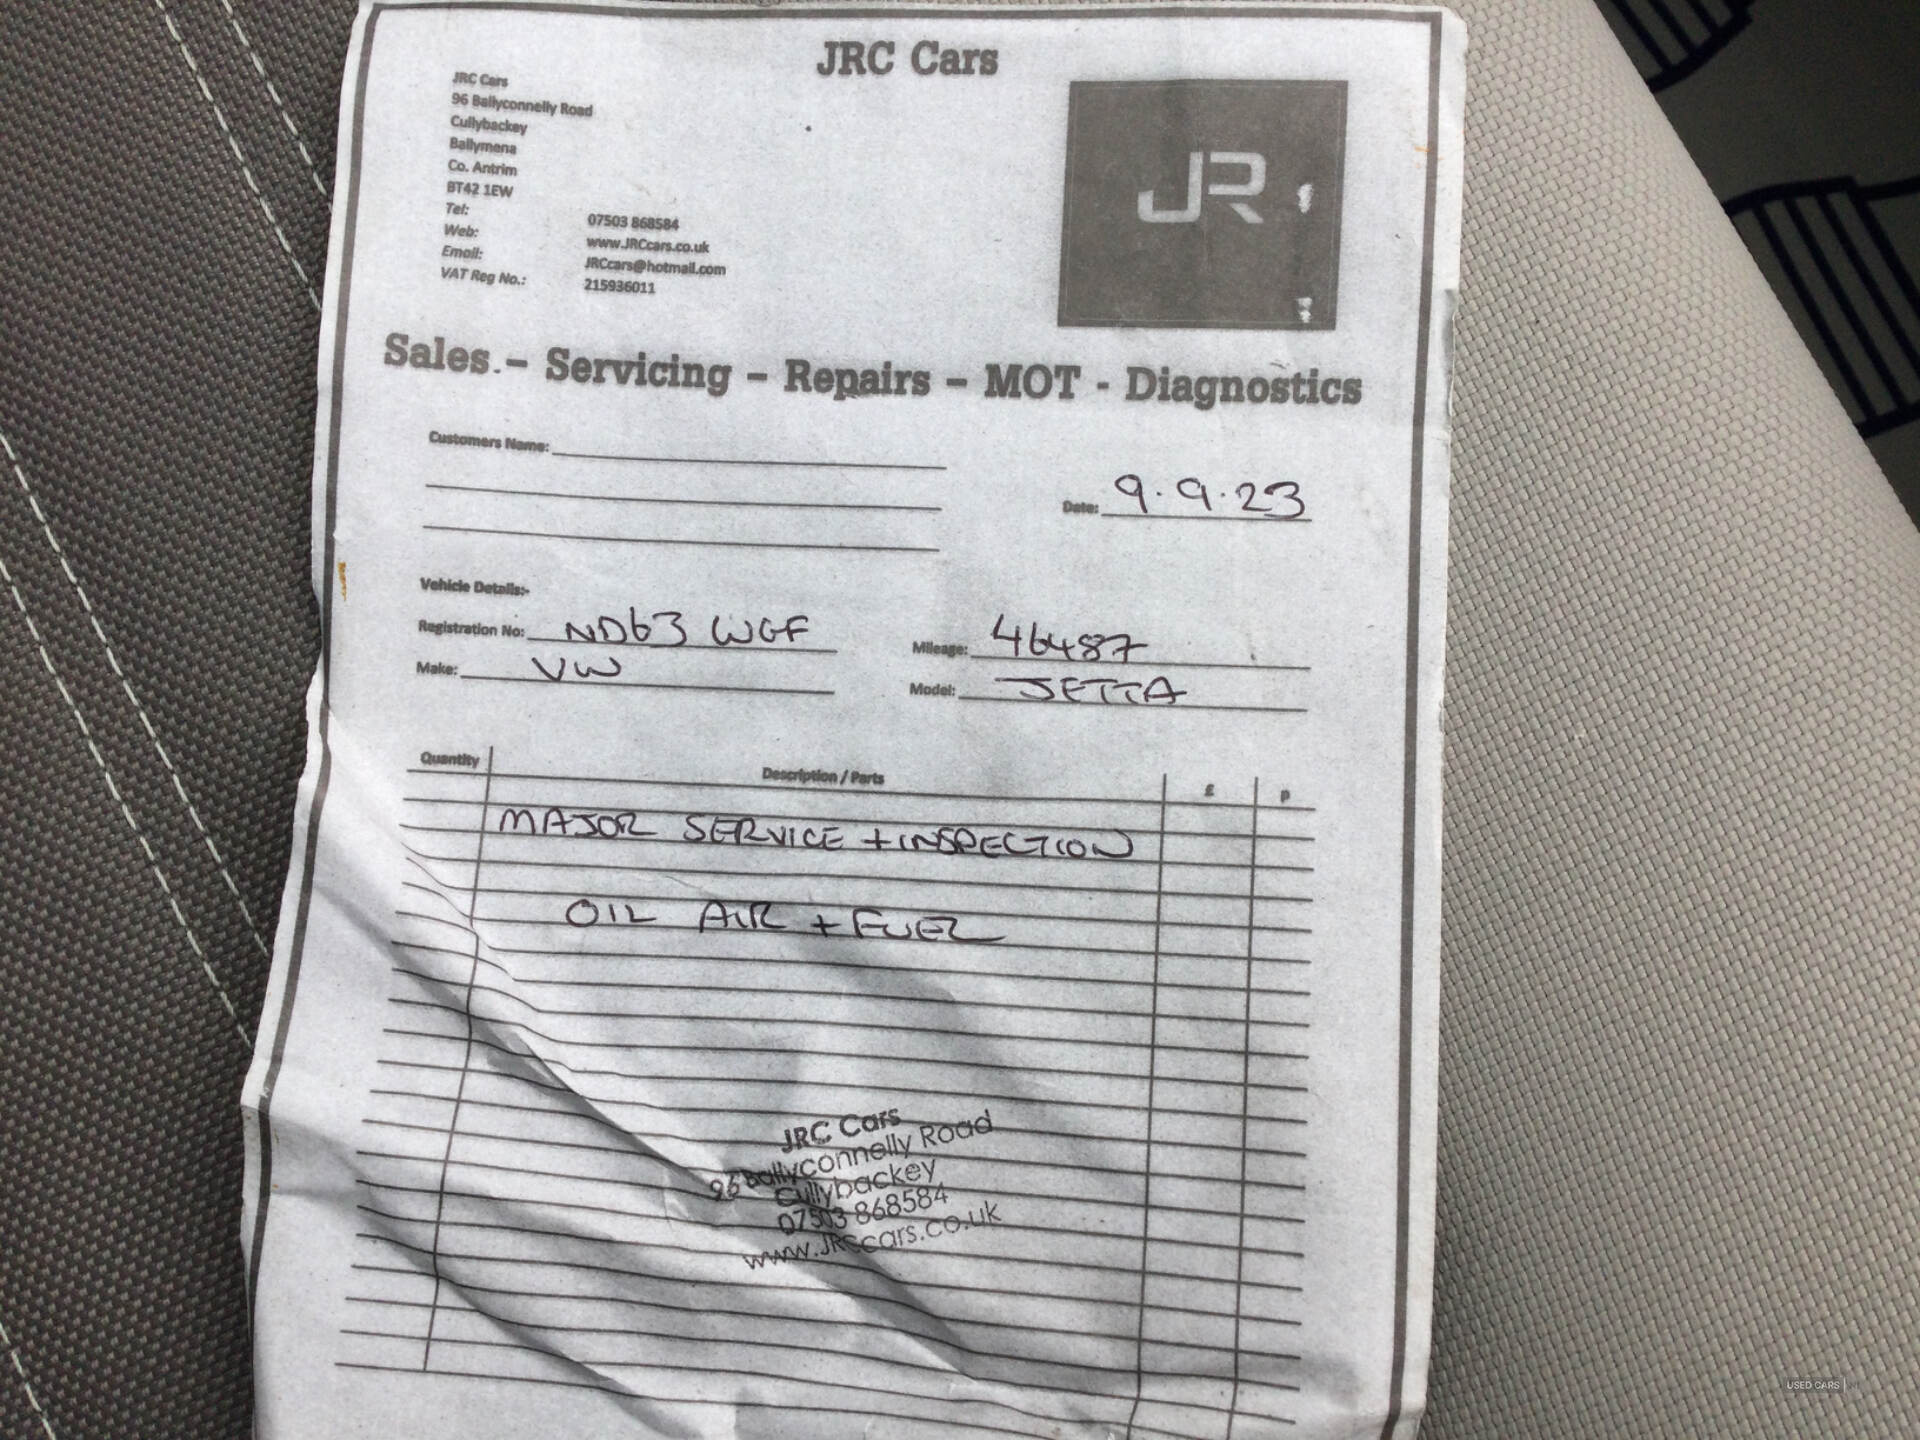 JRC Cars
JRC Cars
96 Ballyconnelly Road
Cullybackey
Ballymena
Co. Antrim
BT42 1EW
Tel: 07503 868584
Web: www.JRCcars.co.uk
Email: JRCcars@hotmail.com
VAT Reg No.: 215936011
JR
Sales.– Servicing – Repairs – MOT - Diagnostics
Customers Name:
Date: 9.9.23
Vehicle Details:-
Registration No: ND63 WGF Mileage: 46487
Make: VW Model: JETTA
Quantity Description / Parts £ p
MAJOR SERVICE + INSPECTION
OIL AIR + FUEL
JRC Cars
96 Ballyconnelly Road
Cullybackey
07503 868584
www.JRCcars.co.uk
USED CARS